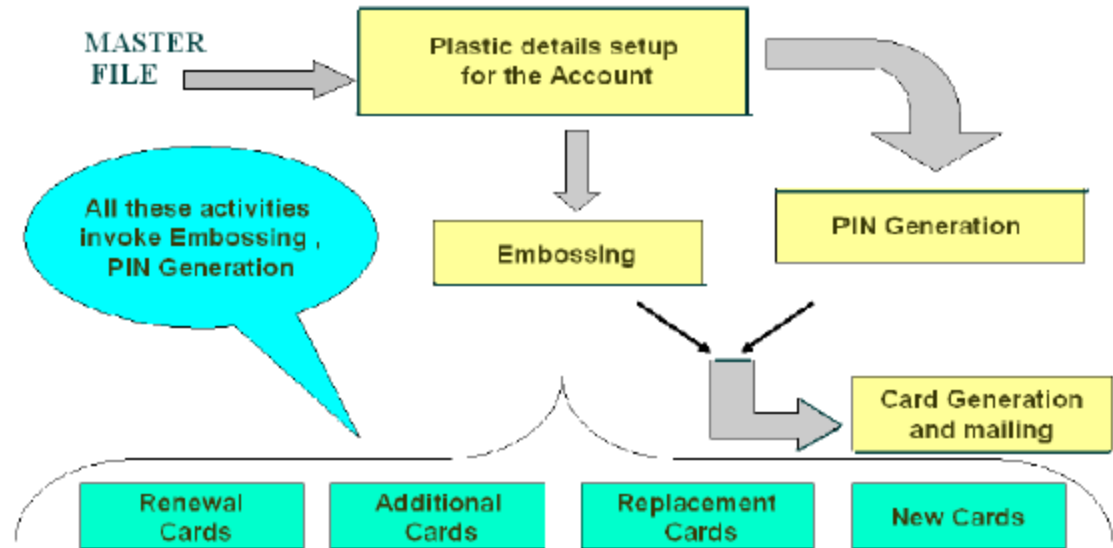 MASTER
FILE
Plastic details setup
for the Account
All these activities
invoke Embossing ,
PIN Generation
Embossing
PIN Generation
Card Generation
and mailing
Renewal
Cards
Additional
Cards
Replacement
Cards
New Cards